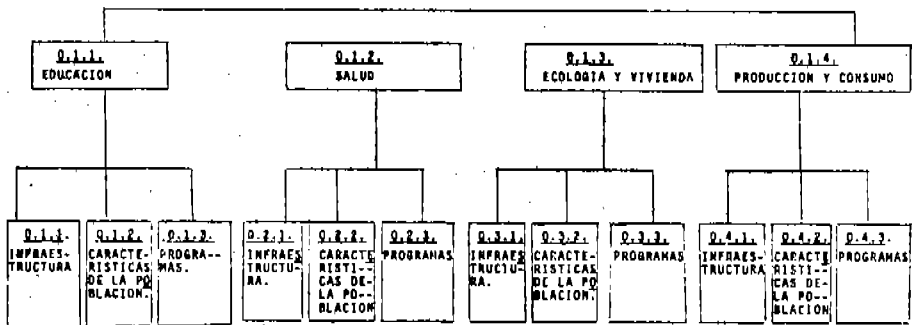 0.1.1.
EDUCACION
0.1.2.
SALUD
0.1.3.
ECOLOGIA Y VIVIENDA
0.1.4.
PRODUCCION Y CONSUMO
0.1.1.
INFRAES-
TRUCTURA
0.1.2.
CARACTE-
RISTICAS
DE LA PO
BLACION.
0.1.3.
PROGRA--
MAS.
0.2.1.
INFRAES
TRUCTU-
RA.
0.2.2.
CARACTE
RISTI--
CAS DE-
LA PO--
BLACION
0.2.3.
PROGRAMAS
0.3.1.
INFRAES
TRUCTU-
RA.
0.3.2.
CARACTE-
RISTICAS
DE LA PO
BLACION.
0.3.3.
PROGRAMAS
0.4.1.
INFRAES-
TRUCTURA
0.4.2.
CARACTE
RISTI--
CAS DE-
LA PO--
BLACION
0.4.3.
PROGRAMAS